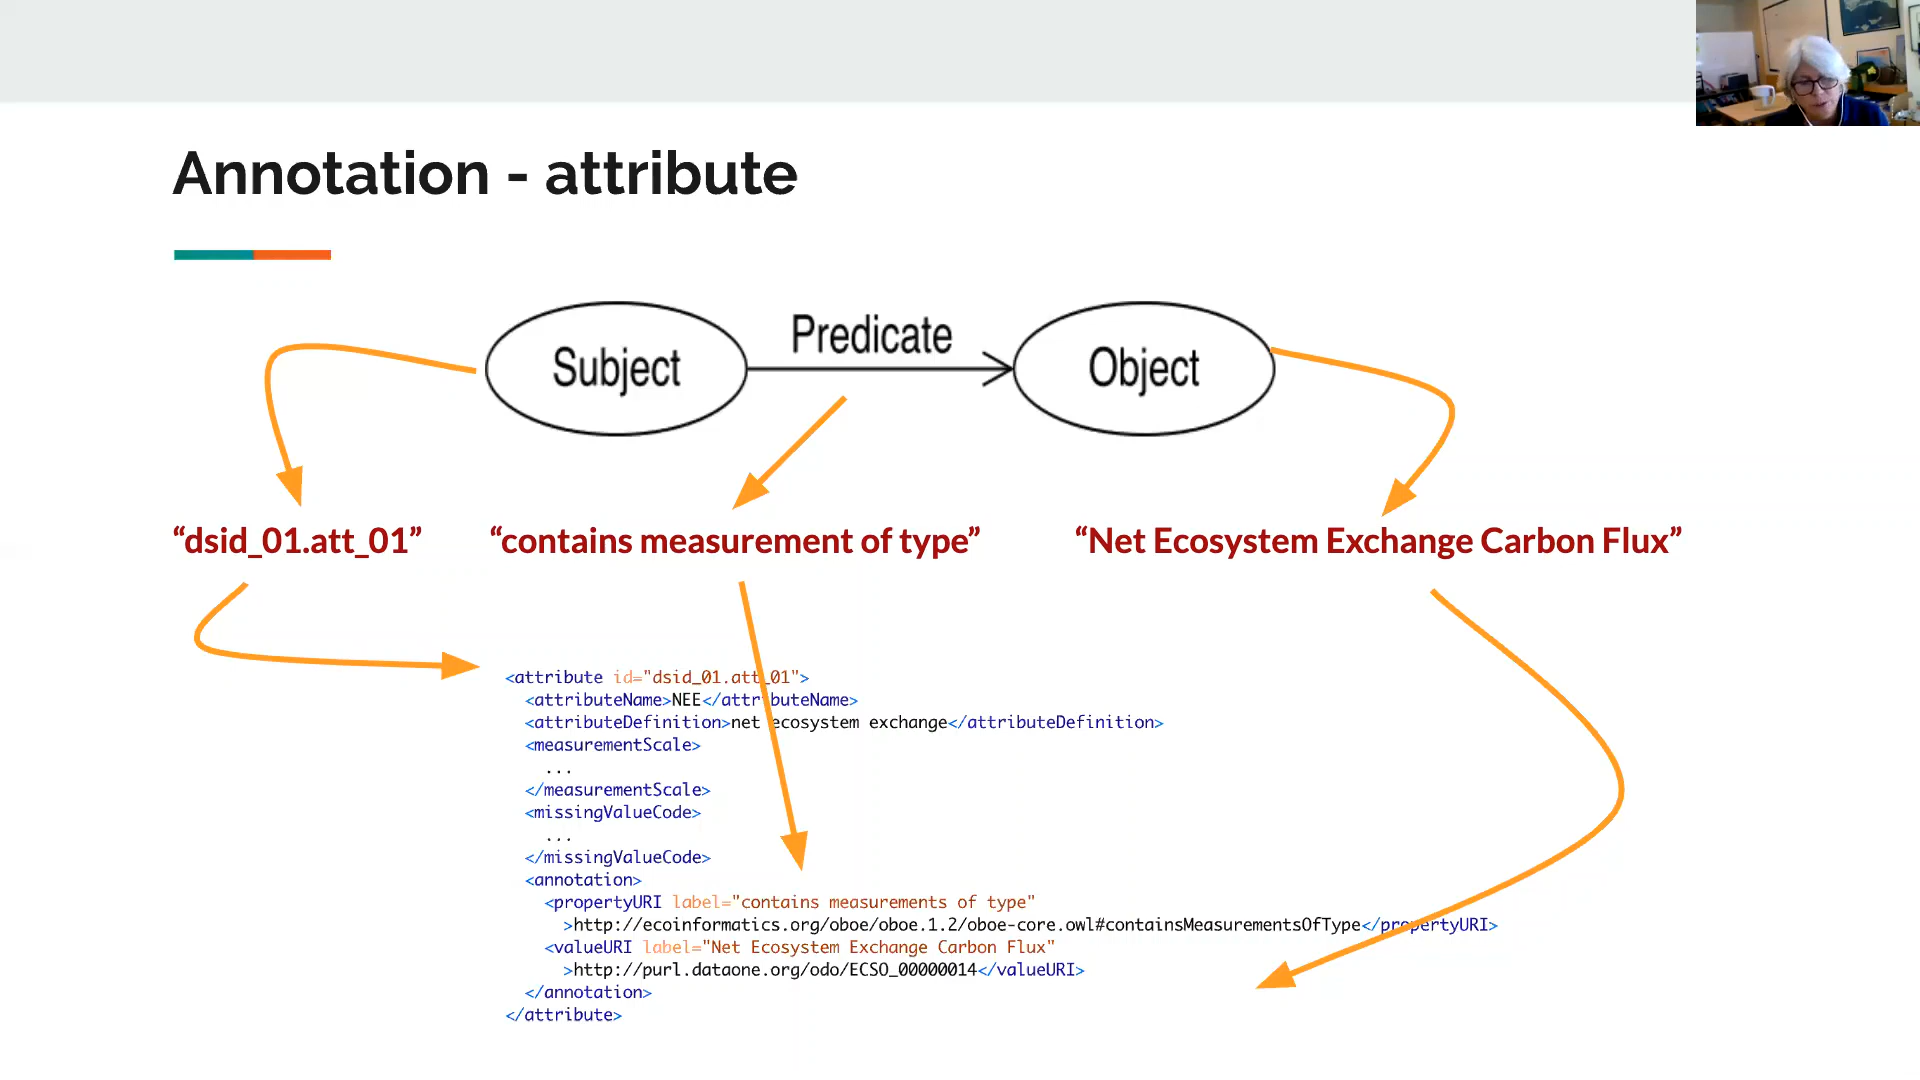 Annotation - attribute
Subject
Predicate
Object
“dsid_01.att_01”
“contains measurement of type”
“Net Ecosystem Exchange Carbon Flux”
<attribute id="dsid_01.att_01">
<attributeName>NEE</attributeName>
<attributeDefinition>net ecosystem exchange</attributeDefinition>
<measurementScale>
...
</measurementScale>
<missingValueCode>
...
</missingValueCode>
<annotation>
<propertyURI label="contains measurements of type"
>http://ecoinformatics.org/oboe/oboe.1.2/oboe-core.owl#containsMeasurementsOfType</propertyURI>
<valueURI label="Net Ecosystem Exchange Carbon Flux"
>http://purl.dataone.org/odo/ECSO_00000014</valueURI>
</annotation>
</attribute>